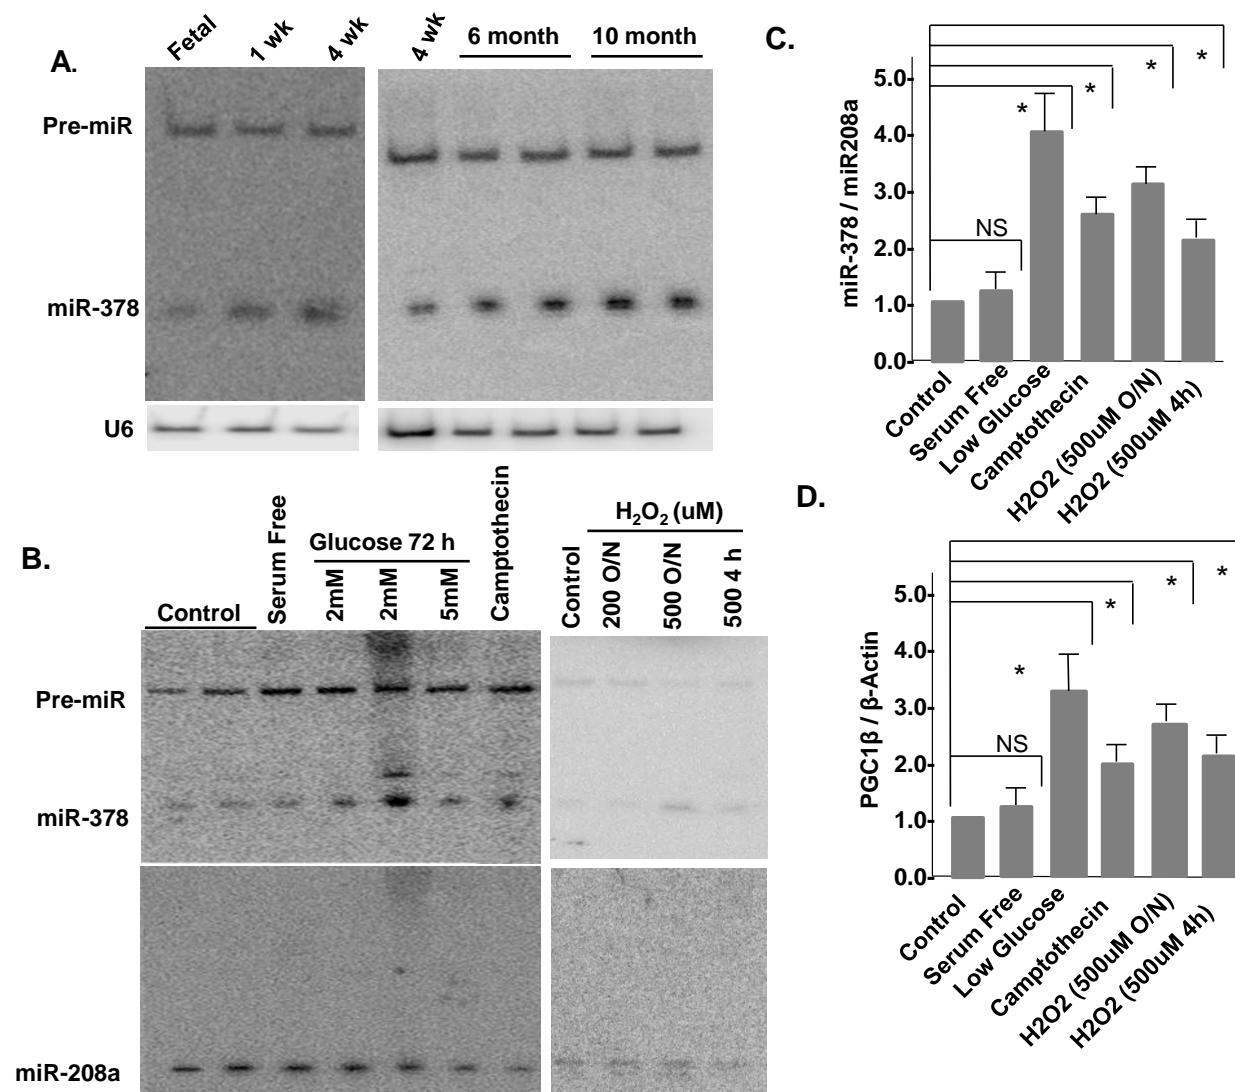 A.
Fetal
1 wk
4 wk
4 wk
6 month
10 month
Pre-miR
miR-378
U6
B.
Control
Serum Free
Glucose 72 h
2mM
2mM
5mM
Camptothecin
H2O2 (uM)
Control
200 O/N
500 O/N
500 4 h
Pre-miR
miR-378
miR-208a
C.
miR-378 / miR208a
5.0
4.0
3.0
2.0
1.0
0.0
NS
*
*
*
*
Control
Serum Free
Low Glucose
Camptothecin
H2O2 (500uM O/N)
H2O2 (500uM 4h)
D.
PGC1β / β-Actin
5.0
4.0
3.0
2.0
1.0
0.0
NS
*
*
*
*
Control
Serum Free
Low Glucose
Camptothecin
H2O2 (500uM O/N)
H2O2 (500uM 4h)